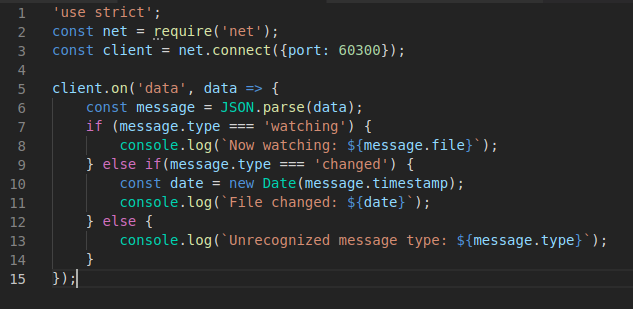 1 'use strict';
2 const net = require('net');
3 const client = net.connect({port: 60300});
4
5 client.on('data', data => {
6     const message = JSON.parse(data);
7     if (message.type === 'watching') {
8         console.log(`Now watching: ${message.file}`);
9     } else if(message.type === 'changed') {
10         const date = new Date(message.timestamp);
11         console.log(`File changed: ${date}`);
12     } else {
13         console.log(`Unrecognized message type: ${message.type}`);
14     }
15 });